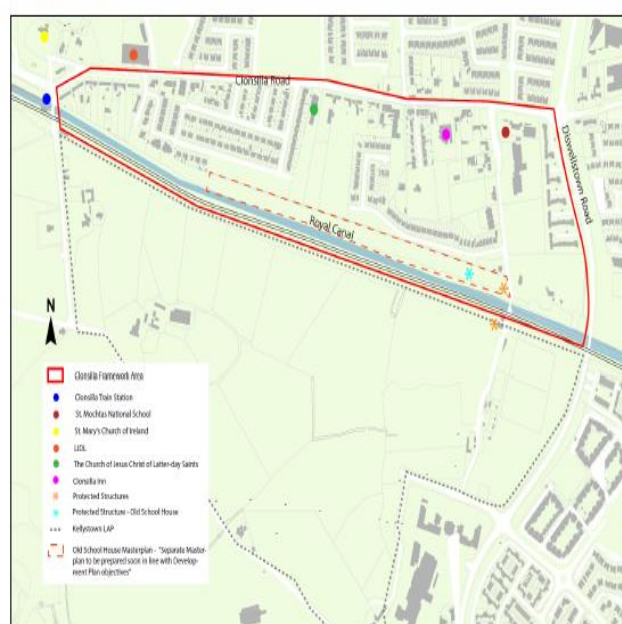 Clonsilla Road
Diswellstown Road
Royal Canal
N
Clonsilla Framework Area
Clonsilla Train Station
St. Mochtas National School
St. Mary's Church of Ireland
LIDL
The Church of Jesus Christ of Latter-day Saints
Clonsilla Inn
Protected Structures
Protected Structure - Old School House
Kellystown LAP
Old School House Masterplan - "Separate Master-
plan to be prepared soon in line with Develop-
ment Plan objectives"